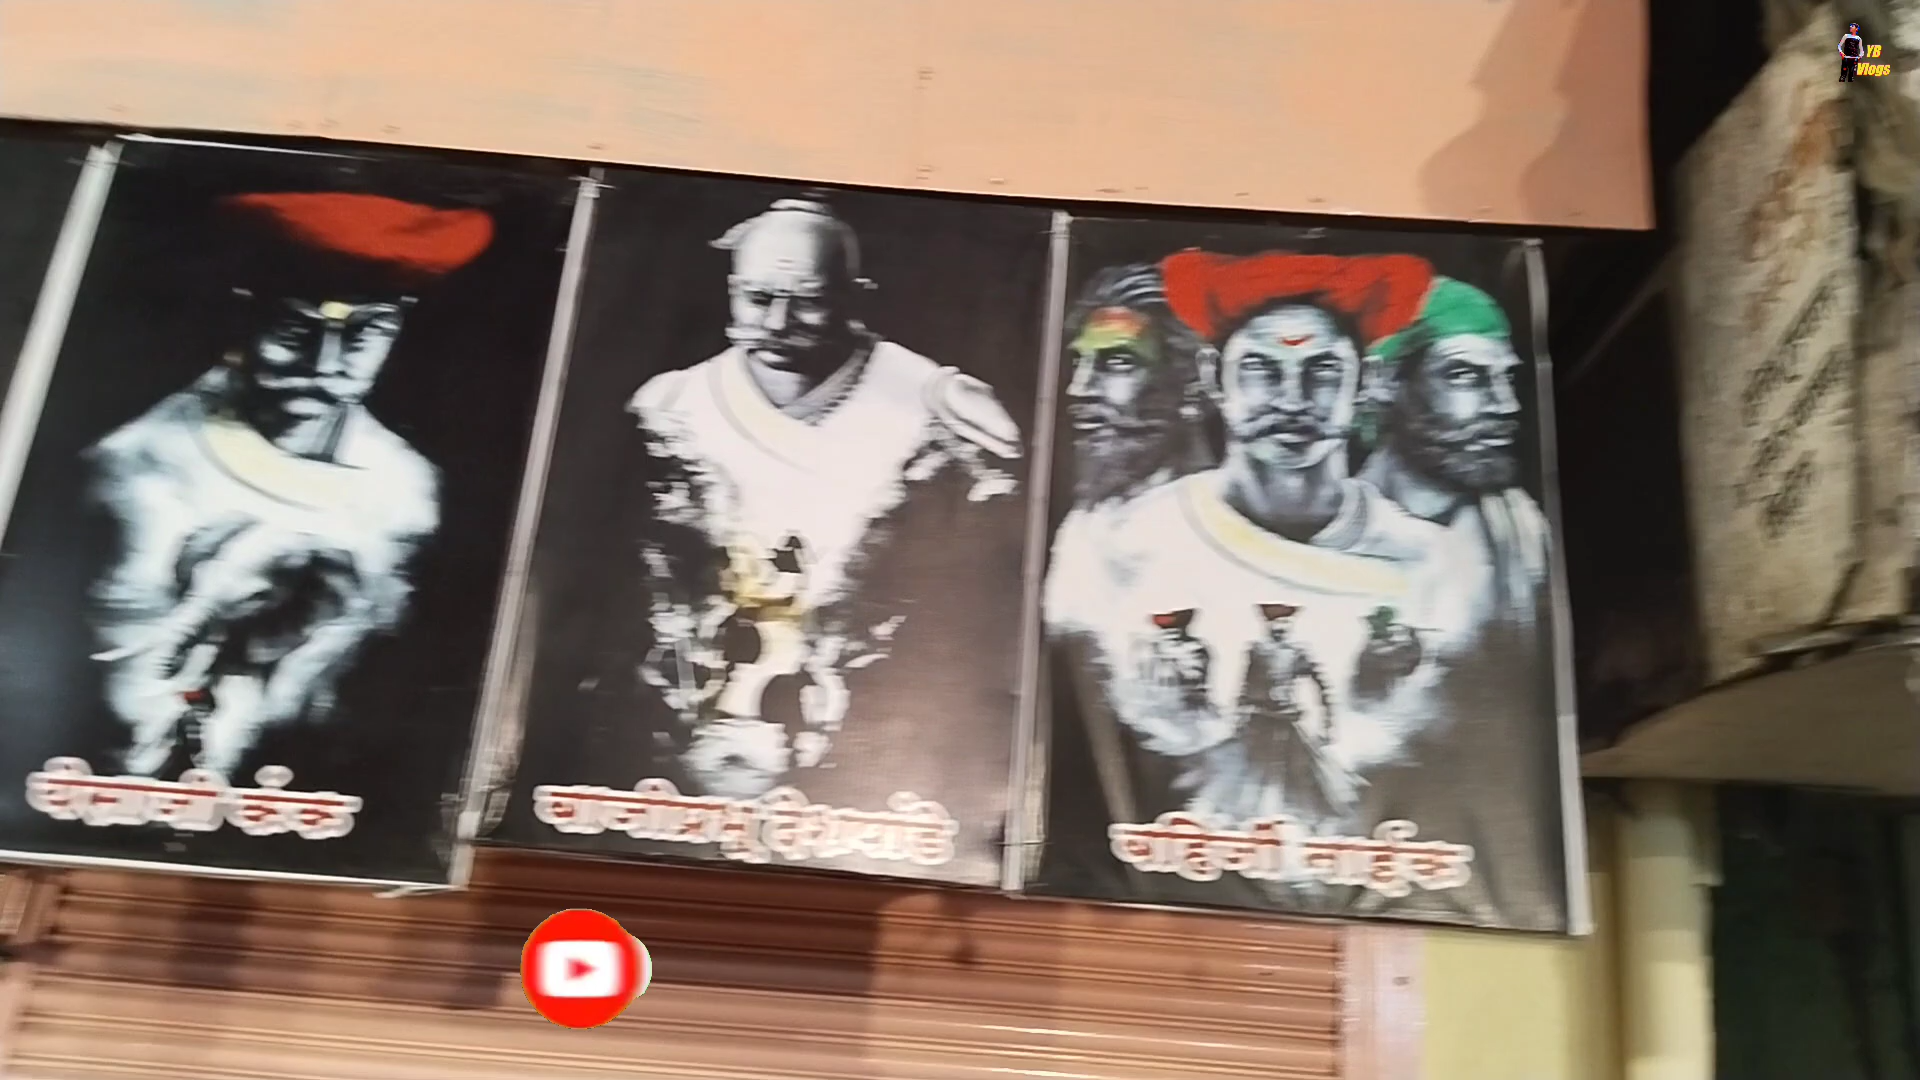 YB
Vlogs
येसाजी कंक
बाजीप्रभू देशपांडे
बहिर्जी नाईक